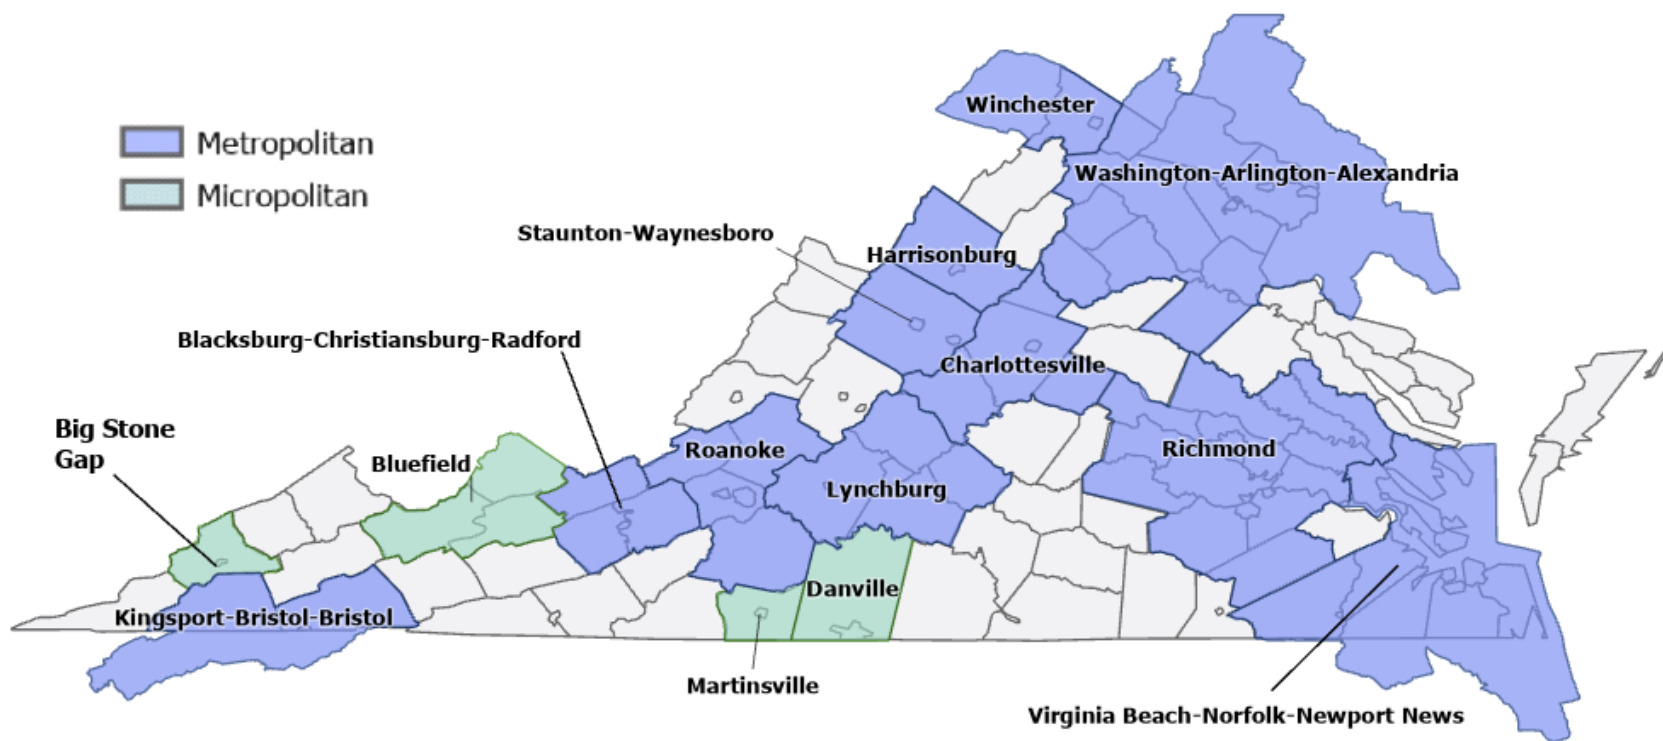 Metropolitan
Micropolitan
Winchester
Washington-Arlington-Alexandria
Staunton-Waynesboro
Harrisonburg
Blacksburg-Christiansburg-Radford
Charlottesville
Big Stone
Gap
Bluefield
Roanoke
Richmond
Lynchburg
Danville
Kingsport-Bristol-Bristol
Martinsville
Virginia Beach-Norfolk-Newport News